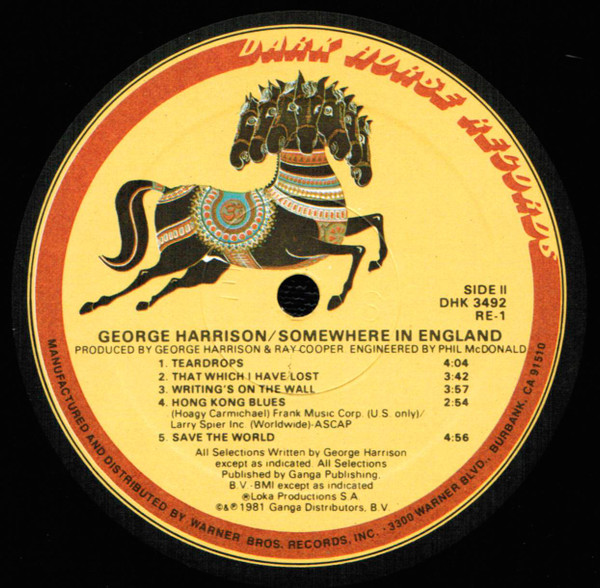 DARK HORSE RECORDS
SIDE II
DHK 3492
RE-1
GEORGE HARRISON/SOMEWHERE IN ENGLAND
PRODUCED BY GEORGE HARRISON & RAY COOPER. ENGINEERED BY PHIL McDONALD
1. TEARDROPS 4:04
2. THAT WHICH I HAVE LOST 3:42
3. WRITING'S ON THE WALL 3:57
4. HONG KONG BLUES 2:54
(Hoagy Carmichael) Frank Music Corp. (U.S. only)/
Larry Spier Inc. (Worldwide)-ASCAP
5. SAVE THE WORLD 4:56
All Selections Written by George Harrison
except as indicated. All Selections
Published by Ganga Publishing,
B.V.-BMI except as indicated
℗Loka Productions S.A.
©&℗1981 Ganga Distributors, B.V.
MANUFACTURED AND DISTRIBUTED BY WARNER BROS. RECORDS, INC. · 3300 WARNER BLVD., BURBANK, CA 91510